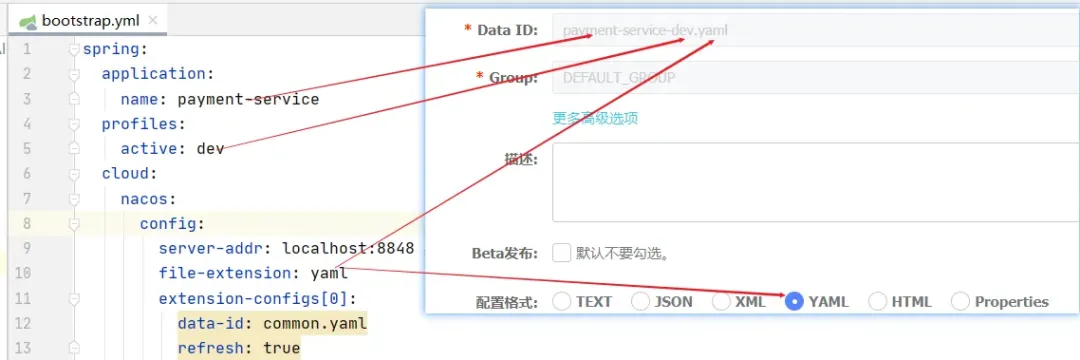 bootstrap.yml
1 spring:
2 application:
3 name: payment-service
4 profiles:
5 active: dev
6 cloud:
7 nacos:
8 config:
9 server-addr: localhost:8848
10 file-extension: yaml
11 extension-configs[0]:
12 data-id: common.yaml
13 refresh: true
* Data ID: payment-service-dev.yaml
* Group: DEFAULT_GROUP
更多高级选项
描述:
Beta发布: 默认不要勾选。
配置格式: TEXT JSON XML YAML HTML Properties